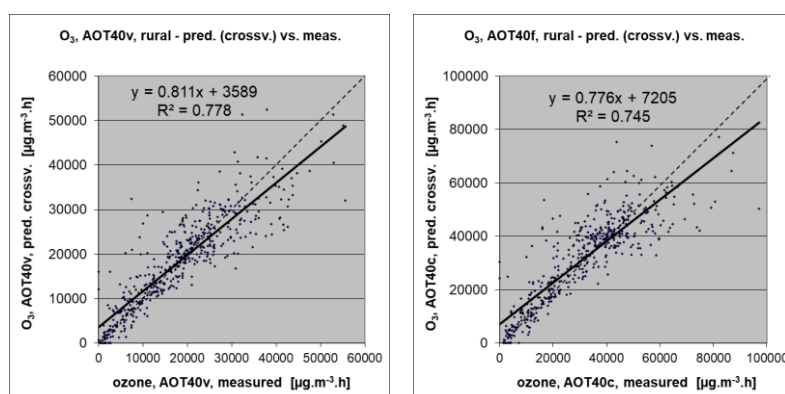 O₃, AOT40v, rural - pred. (crossv.) vs. meas.
60000
50000
40000
30000
20000
10000
0
y = 0.811x + 3589
R² = 0.778
O₃, AOT40v, pred. crossv. [µg.m⁻³.h]
0 10000 20000 30000 40000 50000 60000
ozone, AOT40v, measured [µg.m⁻³.h]
O₃, AOT40f, rural - pred. (crossv.) vs. meas.
100000
80000
60000
40000
20000
0
y = 0.776x + 7205
R² = 0.745
O₃, AOT40c, pred. crossv. [µg.m⁻³.h]
0 20000 40000 60000 80000 100000
ozone, AOT40c, measured [µg.m⁻³.h]